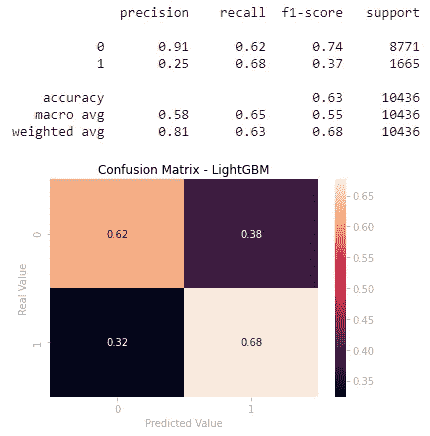 precision recall f1-score support
0 0.91 0.62 0.74 8771
1 0.25 0.68 0.37 1665
accuracy 0.63 10436
macro avg 0.58 0.65 0.55 10436
weighted avg 0.81 0.63 0.68 10436
Confusion Matrix - LightGBM
0.65
0.60
0.55
0.50
0.45
0.40
0.35
Real Value
0
1
0.62 0.38
0.32 0.68
0 1
Predicted Value